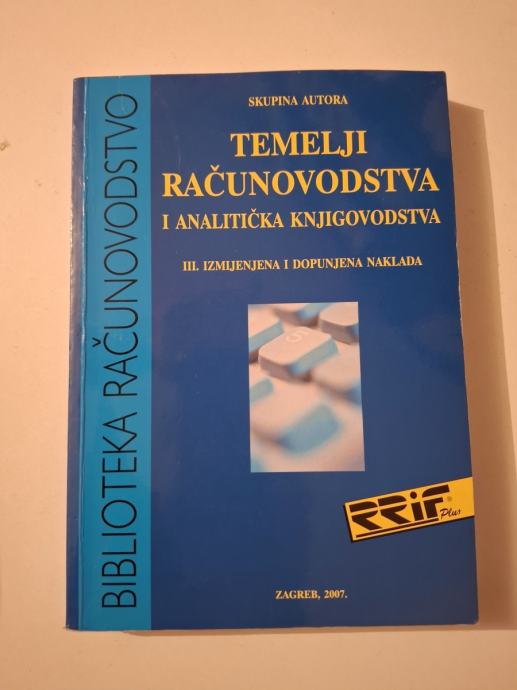 SKUPINA AUTORA
TEMELJI
RAČUNOVODSTVA
I ANALITIČKA KNJIGOVODSTVA
III. IZMIJENJENA I DOPUNJENA NAKLADA
BIBLIOTEKA RAČUNOVODSTVO
RRiF®
Plus
ZAGREB, 2007.